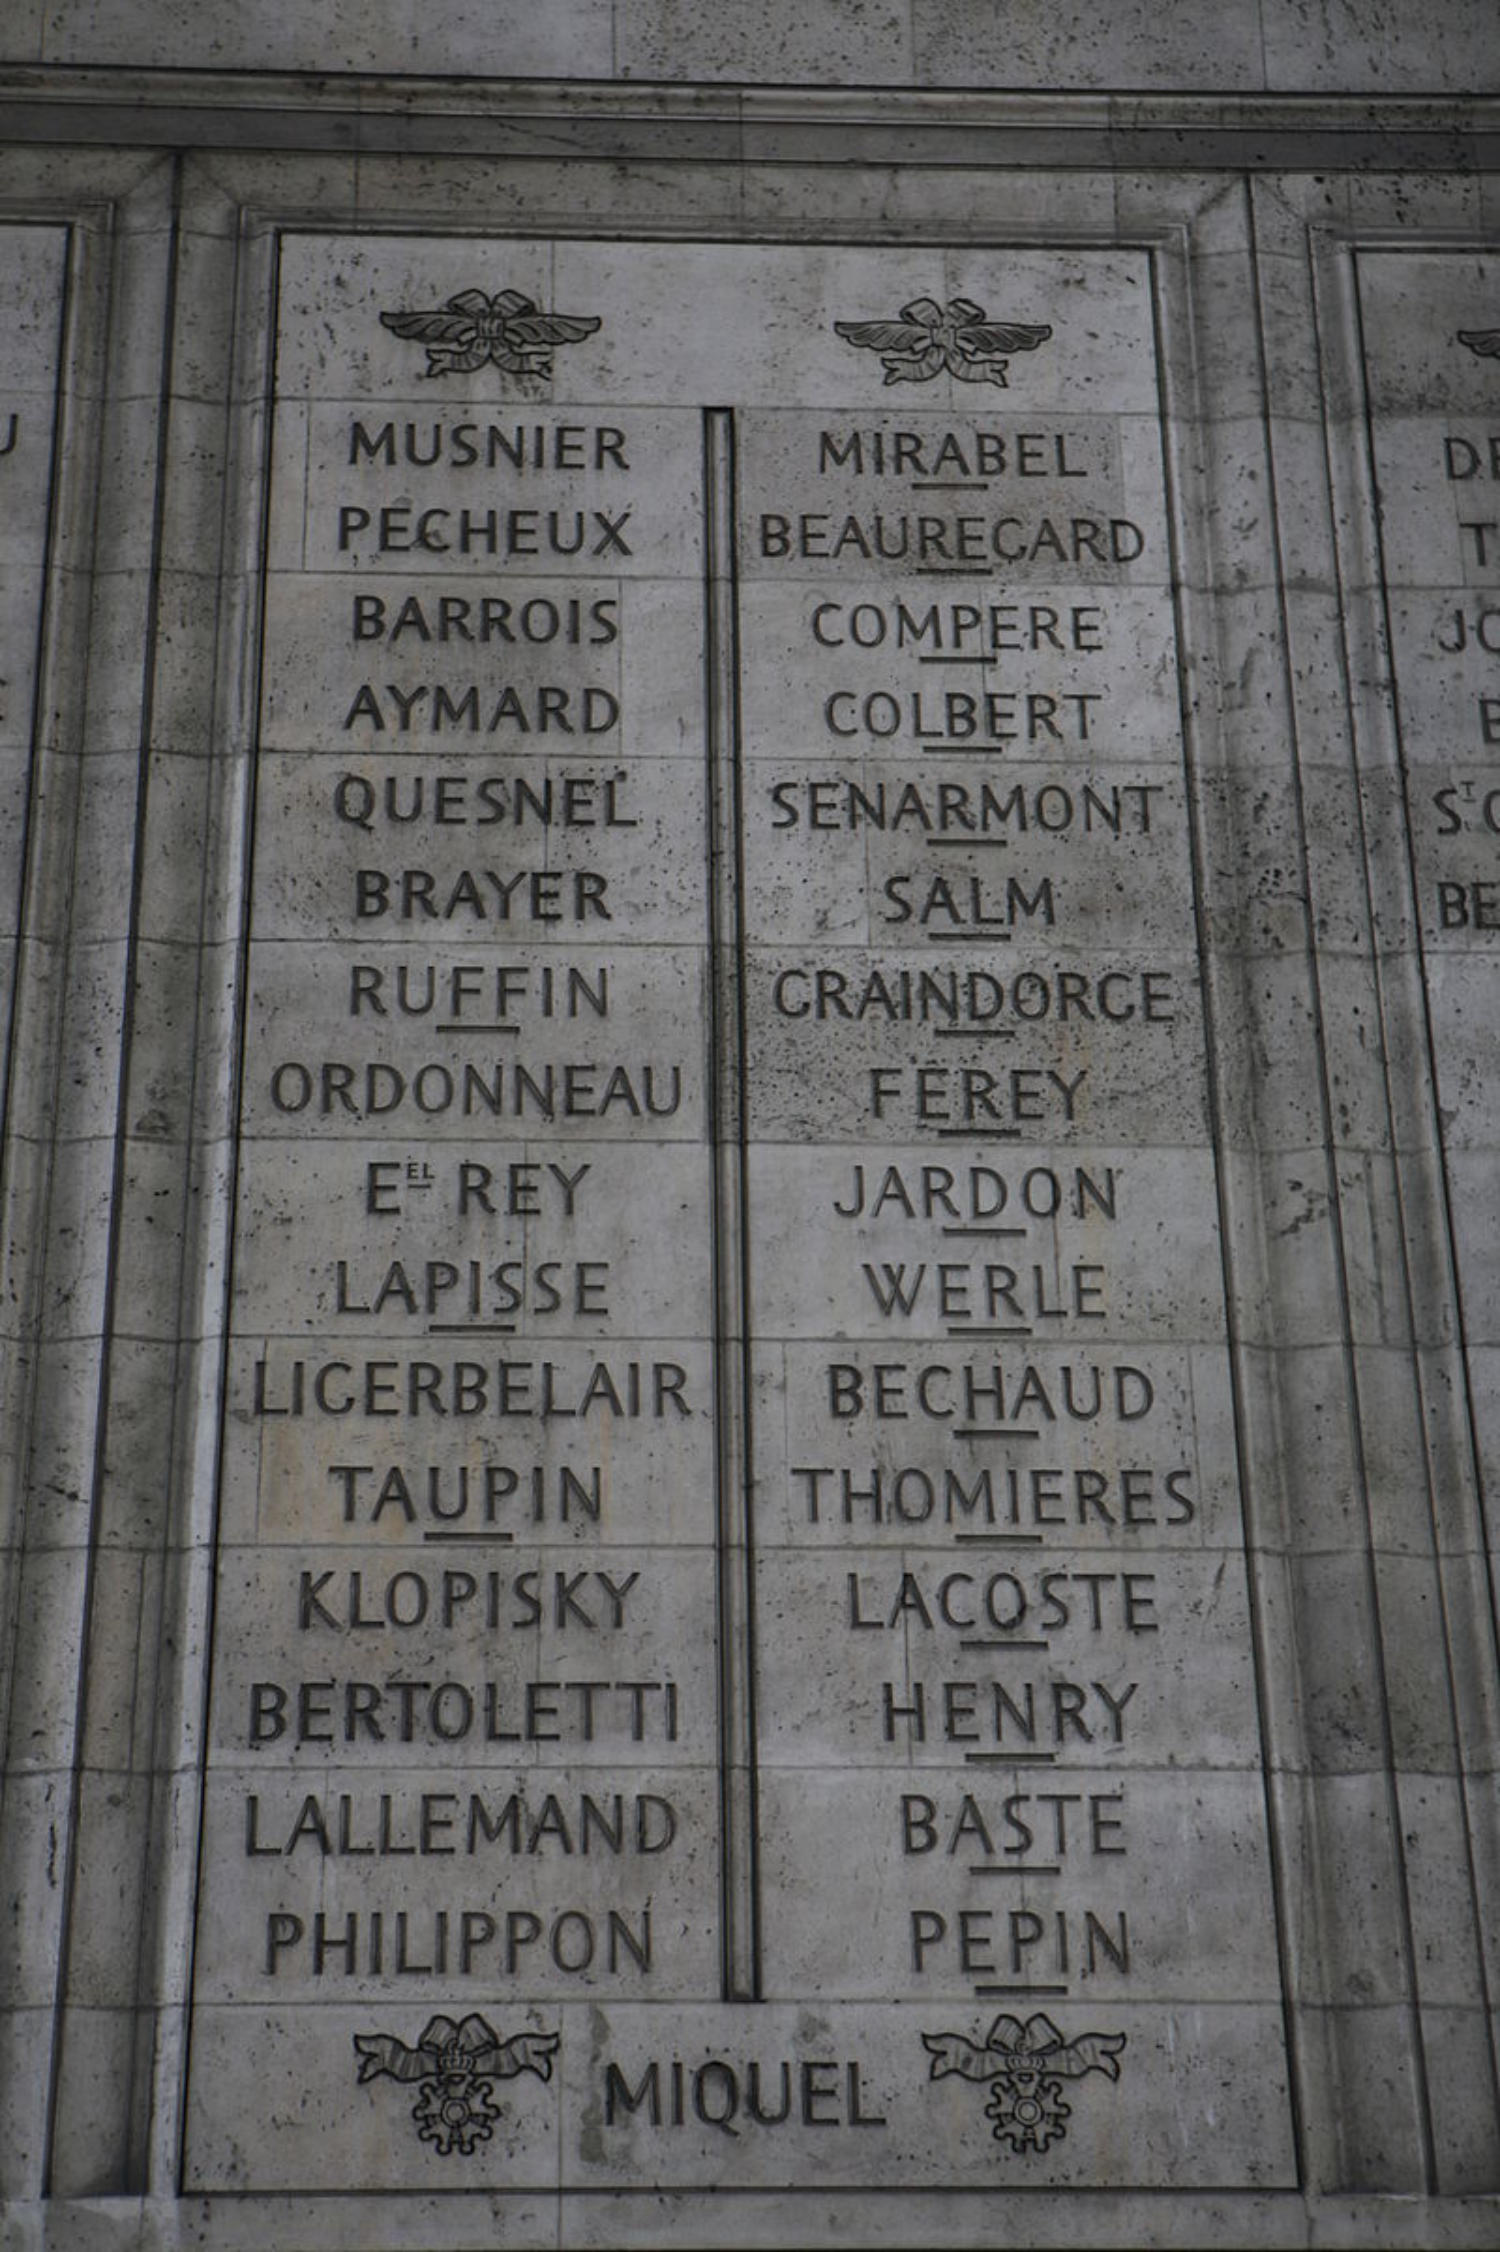 MUSNIER
PECHEUX
BARROIS
AYMARD
QUESNEL
BRAYER
RUFFIN
ORDONNEAU
Eᴱᴸ REY
LAPISSE
LIGERBELAIR
TAUPIN
KLOPISKY
BERTOLETTI
LALLEMAND
PHILIPPON
MIRABEL
BEAUREGARD
COMPERE
COLBERT
SENARMONT
SALM
GRAINDORGE
FEREY
JARDON
WERLE
BECHAUD
THOMIERES
LACOSTE
HENRY
BASTE
PEPIN
MIQUEL